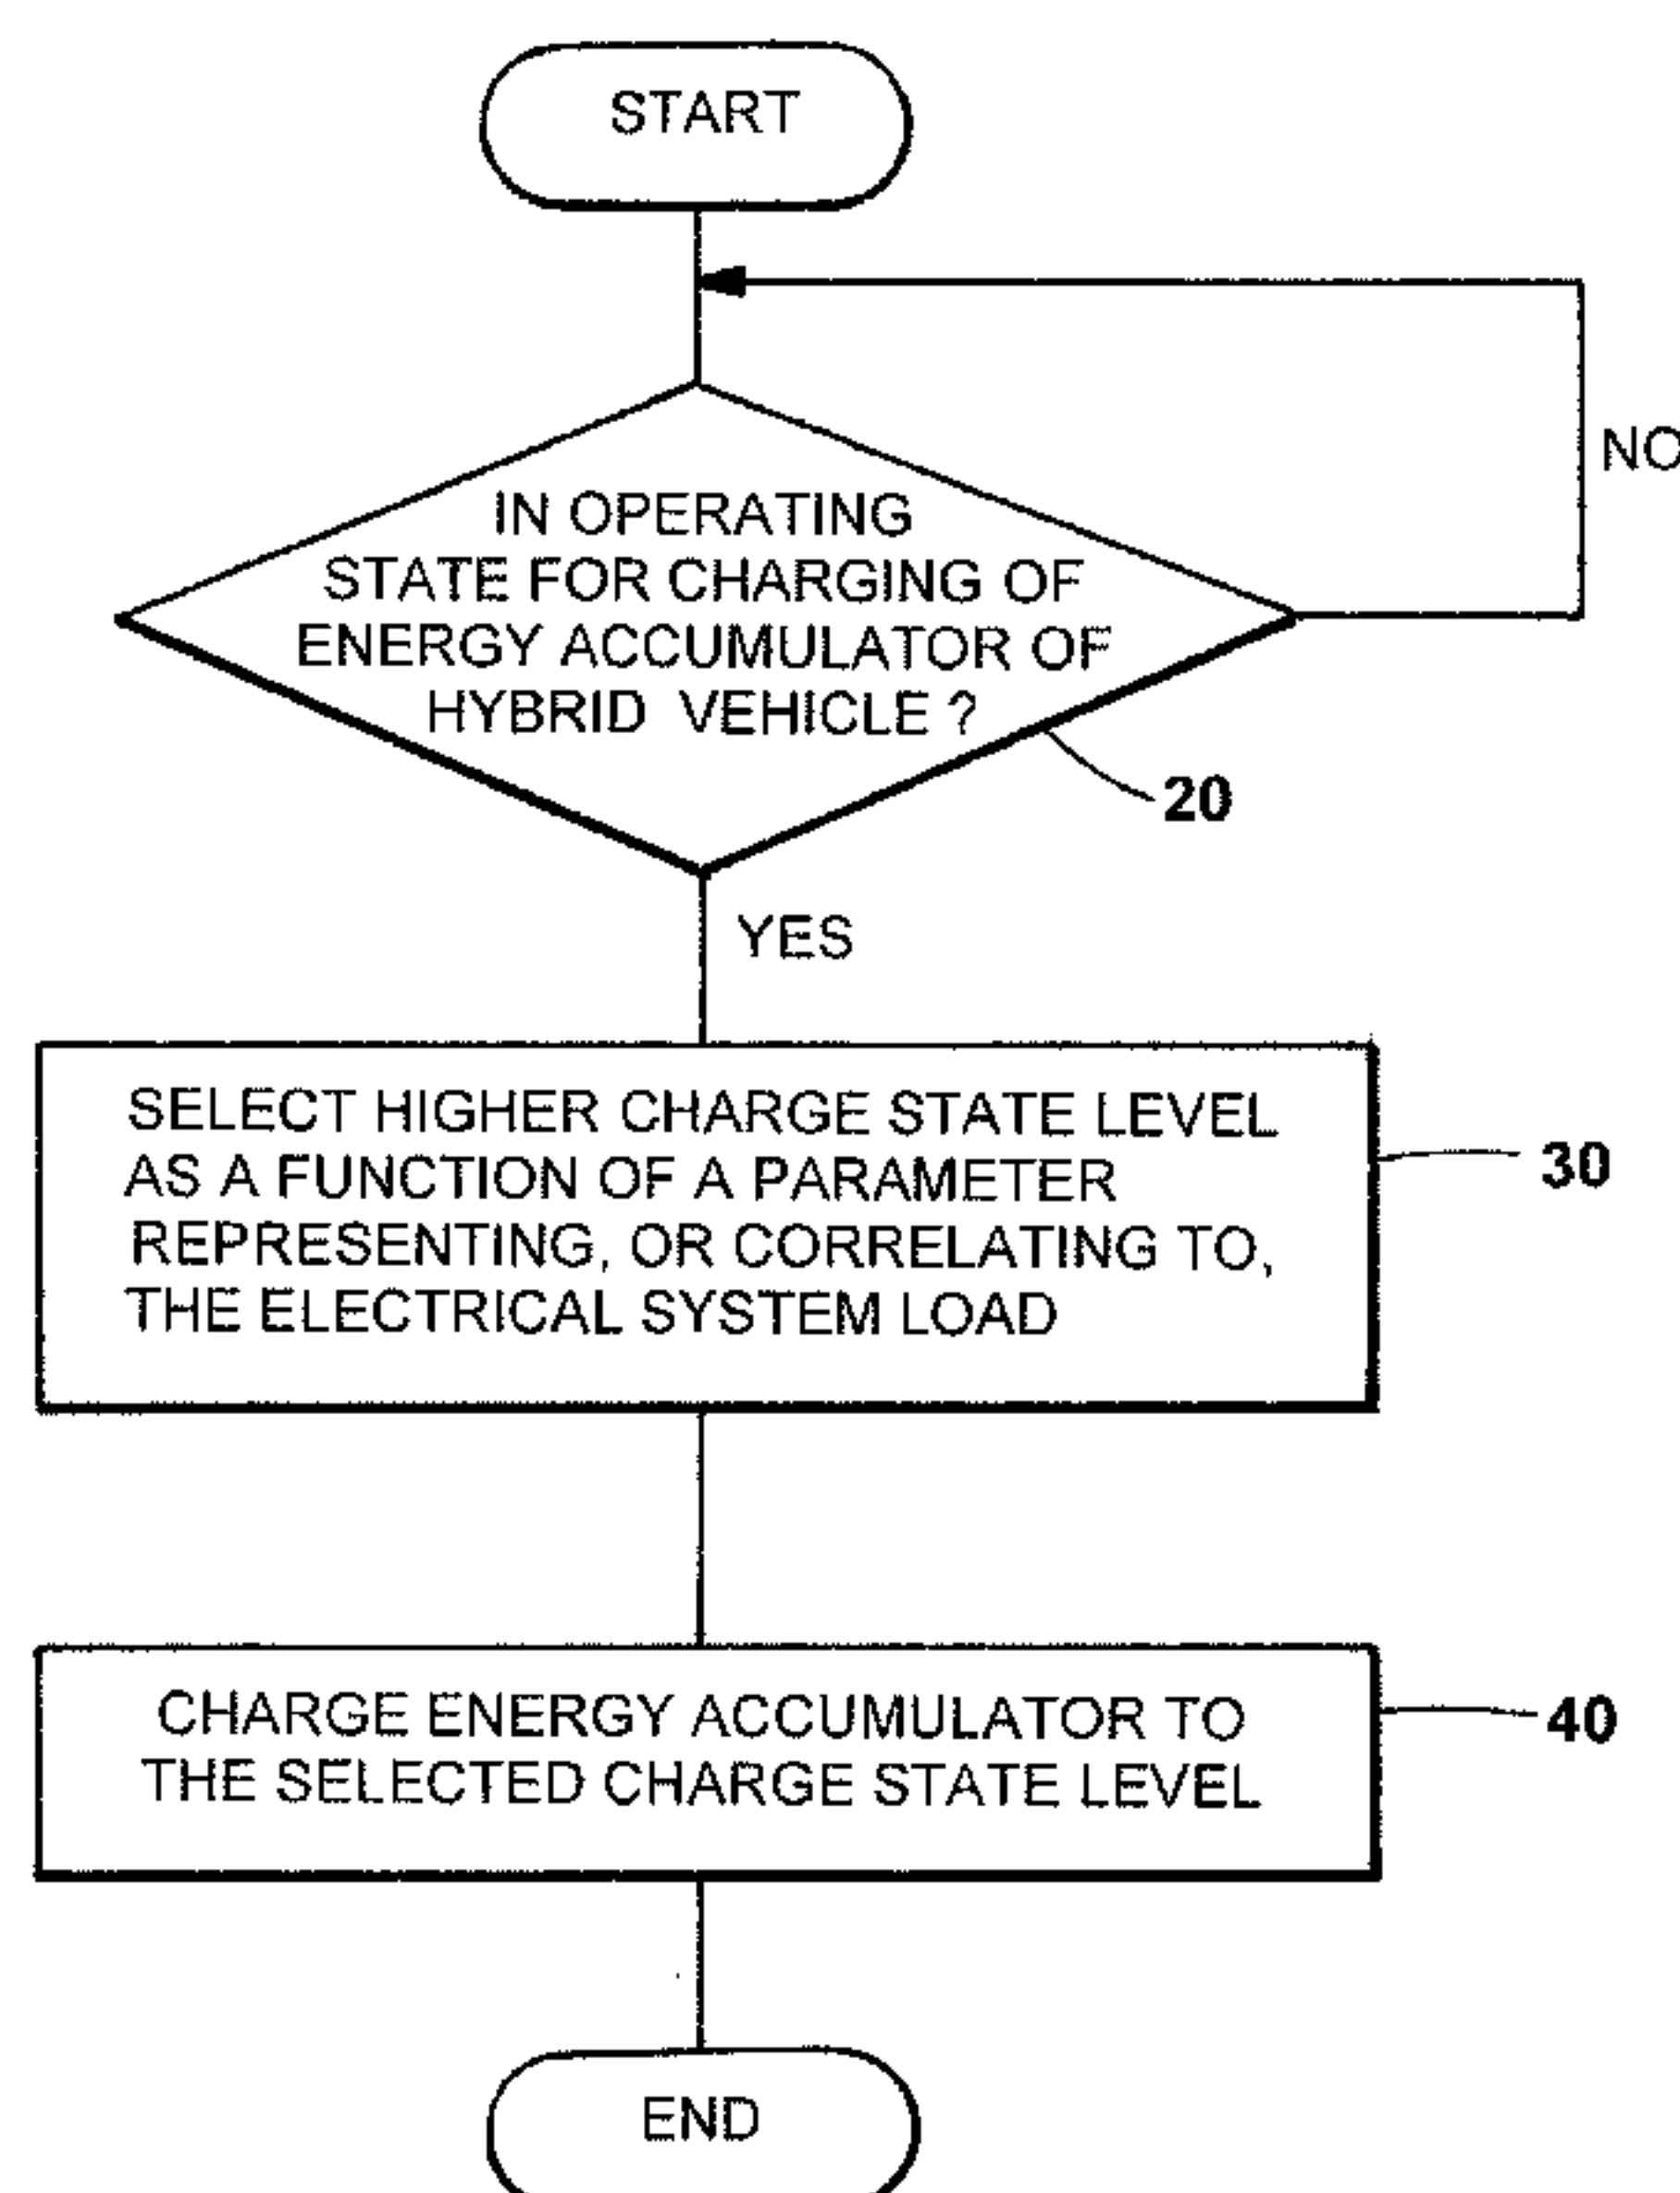 START
NO
IN OPERATING
STATE FOR CHARGING OF
ENERGY ACCUMULATOR OF
HYBRID VEHICLE ?
20
YES
SELECT HIGHER CHARGE STATE LEVEL
AS A FUNCTION OF A PARAMETER
REPRESENTING, OR CORRELATING TO,
THE ELECTRICAL SYSTEM LOAD
30
CHARGE ENERGY ACCUMULATOR TO
THE SELECTED CHARGE STATE LEVEL
40
END